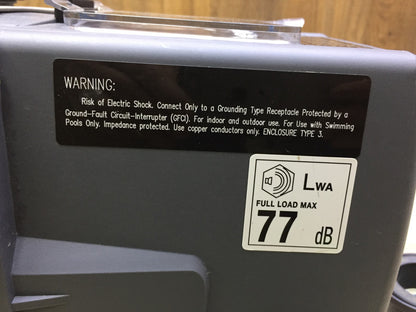 WARNING:
Risk of Electric Shock. Connect Only to a Grounding Type Receptacle Protected by a
Ground-Fault Circuit-Interrupter (GFCI). For indoor and outdoor use. For Use with Swimming
Pools Only. Impedance protected. Use copper conductors only. ENCLOSURE TYPE 3.
LWA
FULL LOAD MAX
77 dB